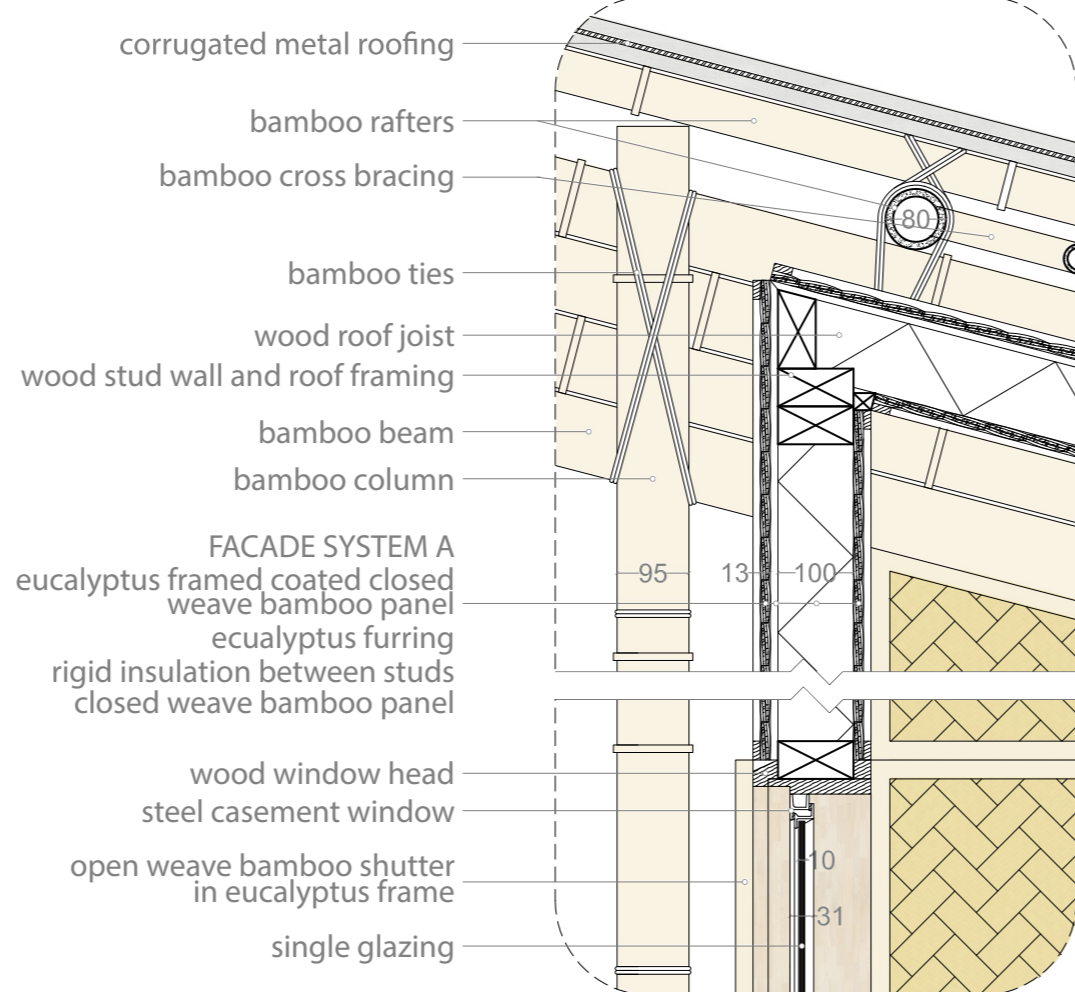 corrugated metal roofing
bamboo rafters
bamboo cross bracing
80
bamboo ties
wood roof joist
wood stud wall and roof framing
bamboo beam
bamboo column
FACADE SYSTEM A
eucalyptus framed coated closed
weave bamboo panel
ecualyptus furring
rigid insulation between studs
closed weave bamboo panel
95
13
100
wood window head
steel casement window
open weave bamboo shutter
in eucalyptus frame
single glazing
10
31